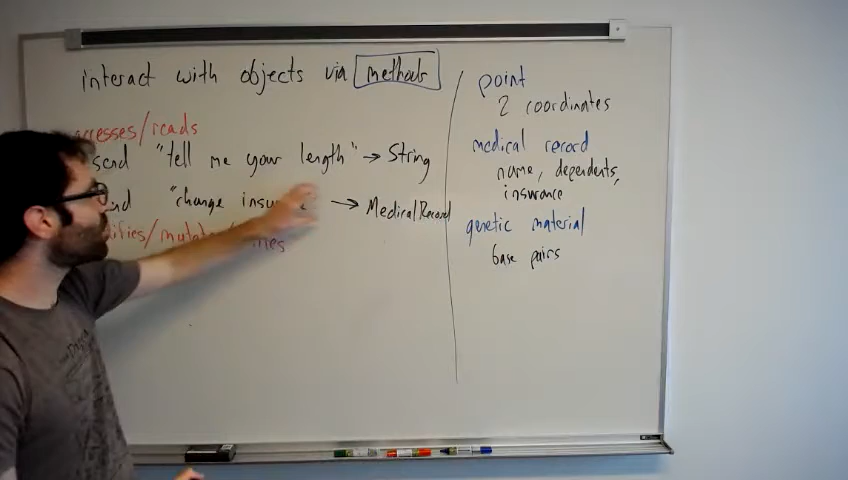 interact with objects via methods
accesses/reads
send "tell me your length" → String
"change → MedicalRecord
point
2 coordinates
medical record
name, dependents,
insurance
genetic material
base pairs